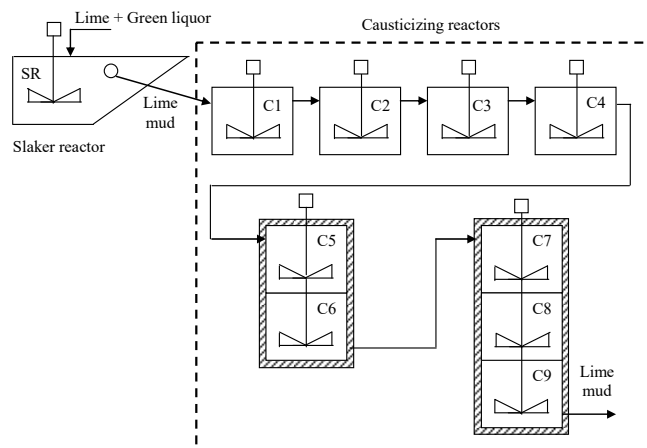 Lime + Green liquor
Causticizing reactors
SR
Lime
mud
Slaker reactor
C1
C2
C3
C4
C5
C6
C7
C8
C9
Lime
mud